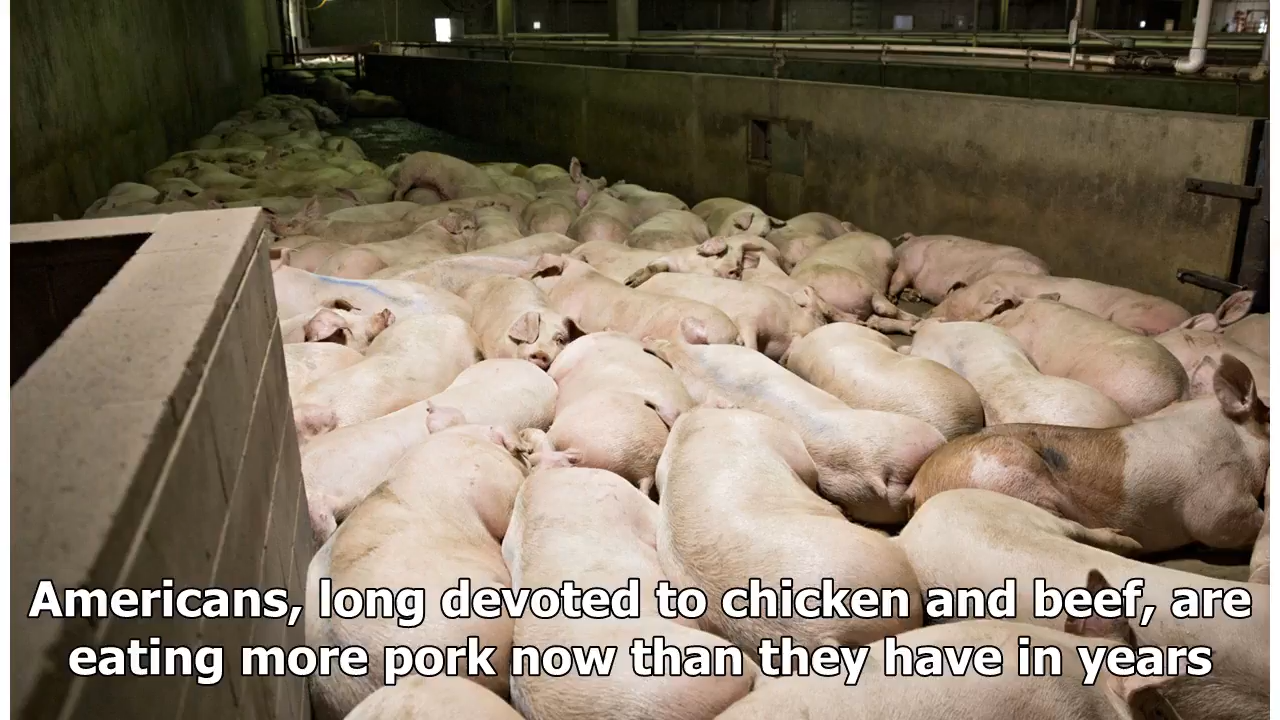 Americans, long devoted to chicken and beef, are
eating more pork now than they have in years